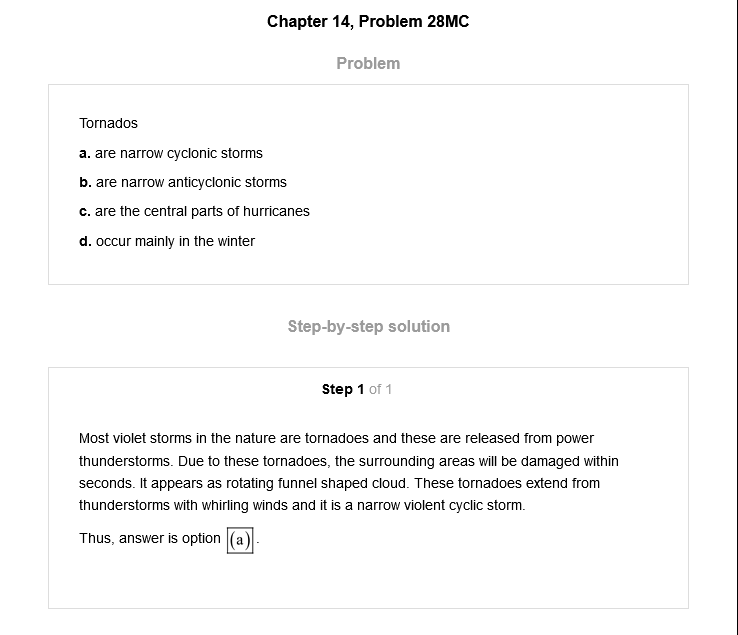 Chapter 14, Problem 28MC
Problem
Tornados
a. are narrow cyclonic storms
b. are narrow anticyclonic storms
c. are the central parts of hurricanes
d. occur mainly in the winter
Step-by-step solution
Step 1 of 1
Most violet storms in the nature are tornadoes and these are released from power
thunderstorms. Due to these tornadoes, the surrounding areas will be damaged within
seconds. It appears as rotating funnel shaped cloud. These tornadoes extend from
thunderstorms with whirling winds and it is a narrow violent cyclic storm.
Thus, answer is option (a).